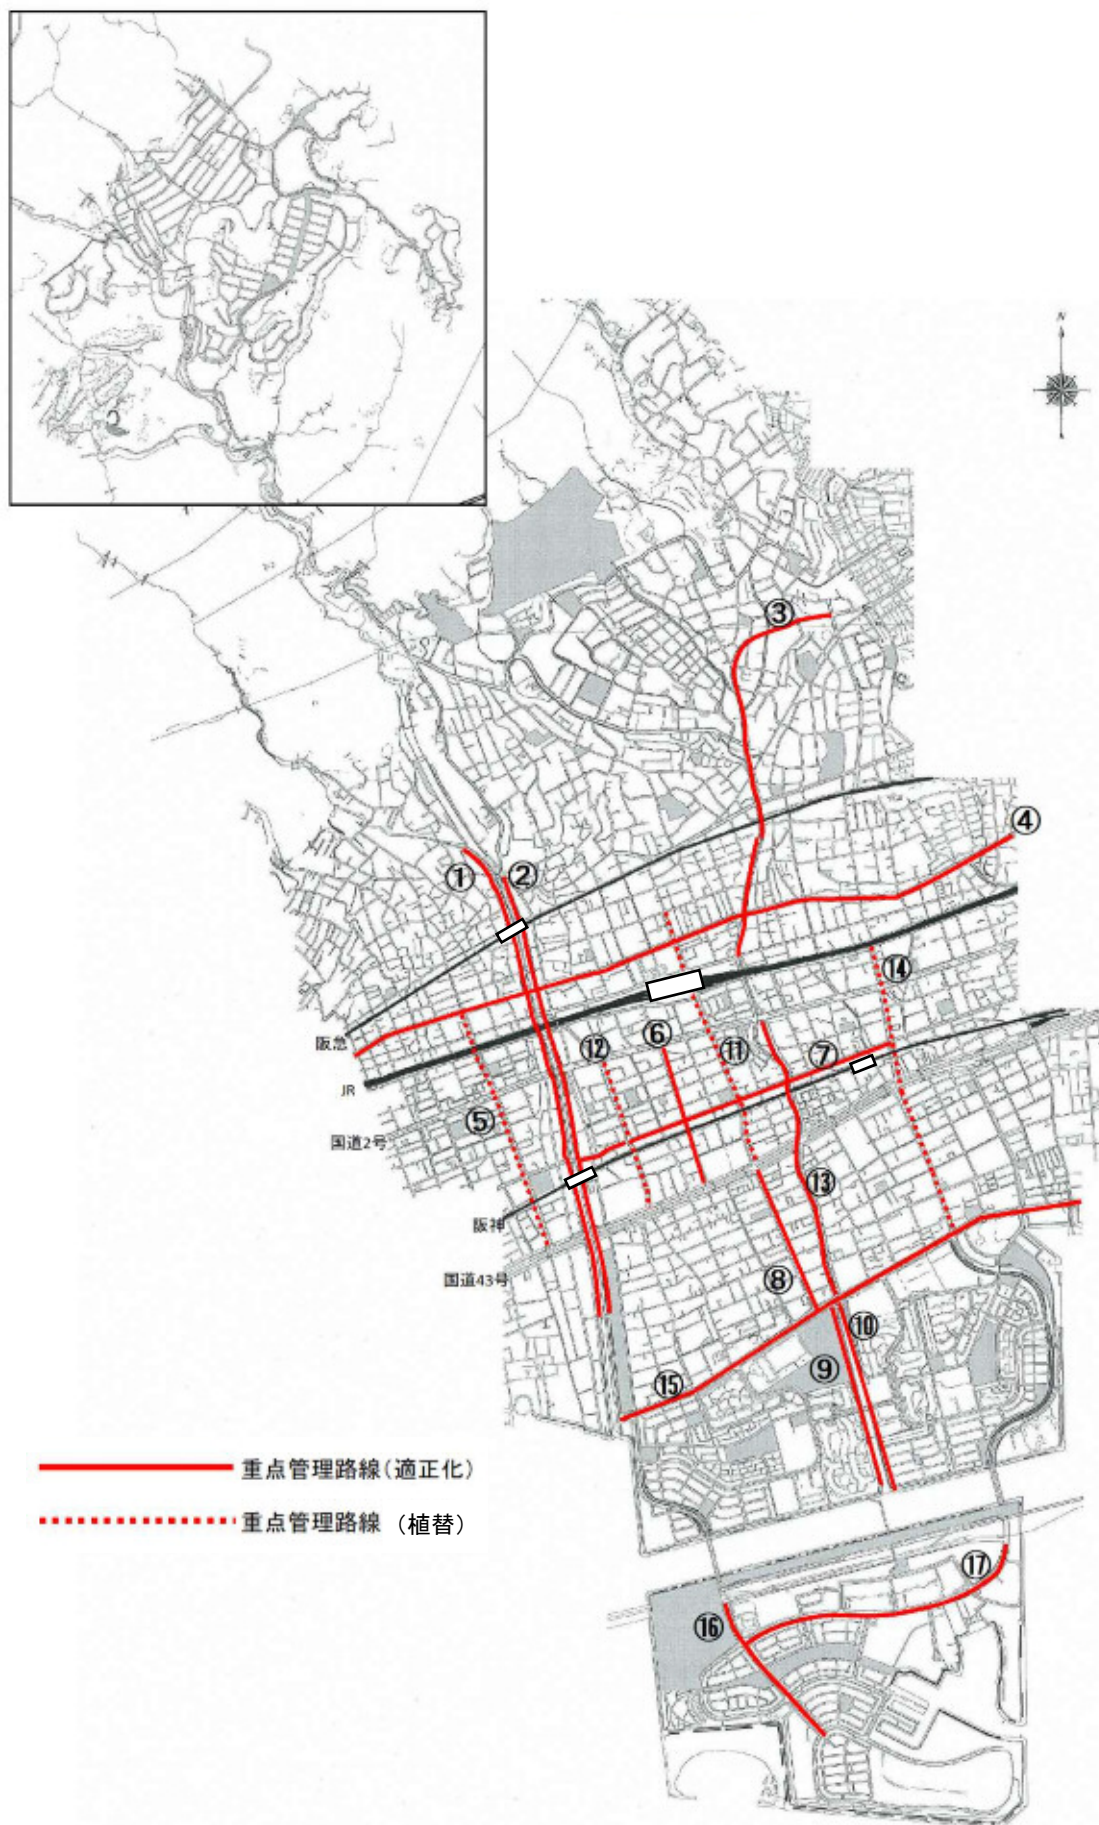 N
③
④
①
②
⑭
阪急
⑫
⑥
⑪
⑦
JR
⑤
国道2号
⑬
阪神
国道43号
⑧
⑩
⑨
⑮
重点管理路線(適正化)
重点管理路線 (植替)
⑰
⑯